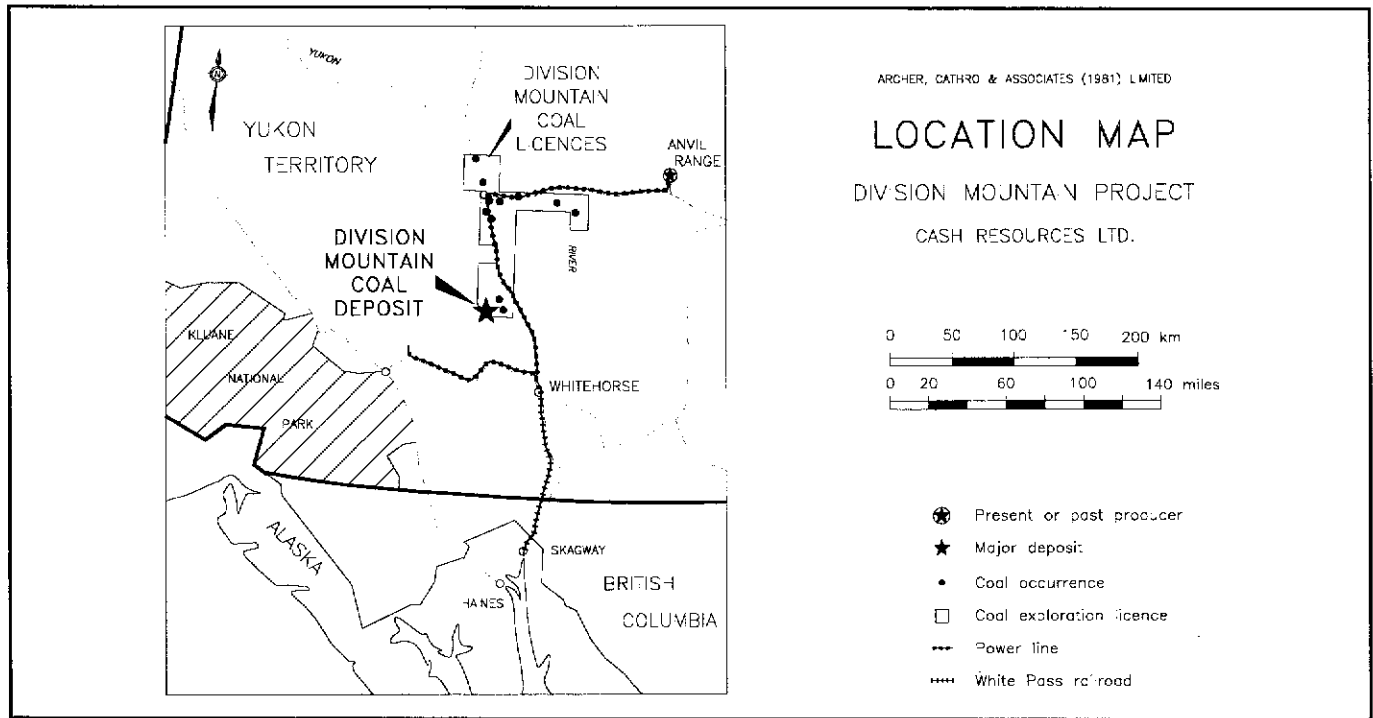 YUKON
DIVISION
MOUNTAIN
COAL
LICENCES
N
YUKON
TERRITORY
ANVIL
RANGE
DIVISION
MOUNTAIN
COAL
DEPOSIT
RIVER
KLUANE
NATIONAL
PARK
WHITEHORSE
ALASKA
SKAGWAY
HAINES
BRITISH
COLUMBIA
ARCHER, CATHRO & ASSOCIATES (1981) LIMITED
LOCATION MAP
DIVISION MOUNTAIN PROJECT
CASH RESOURCES LTD.
0 50 100 150 200 km
0 20 60 100 140 miles
Present or past producer
Major deposit
Coal occurrence
Coal exploration licence
Power line
White Pass railroad